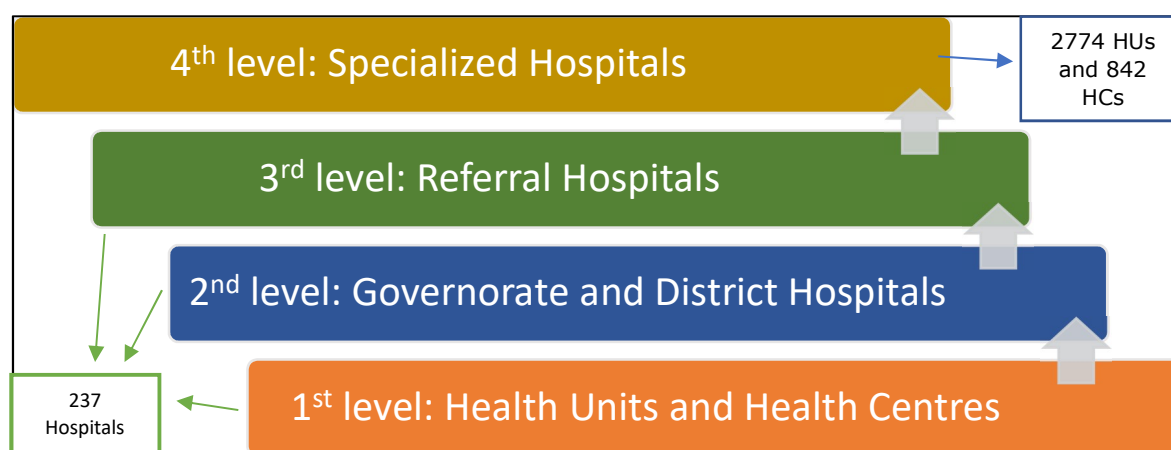 4th level: Specialized Hospitals
2774 HUs
and 842
HCs
3rd level: Referral Hospitals
2nd level: Governorate and District Hospitals
237
Hospitals
1st level: Health Units and Health Centres